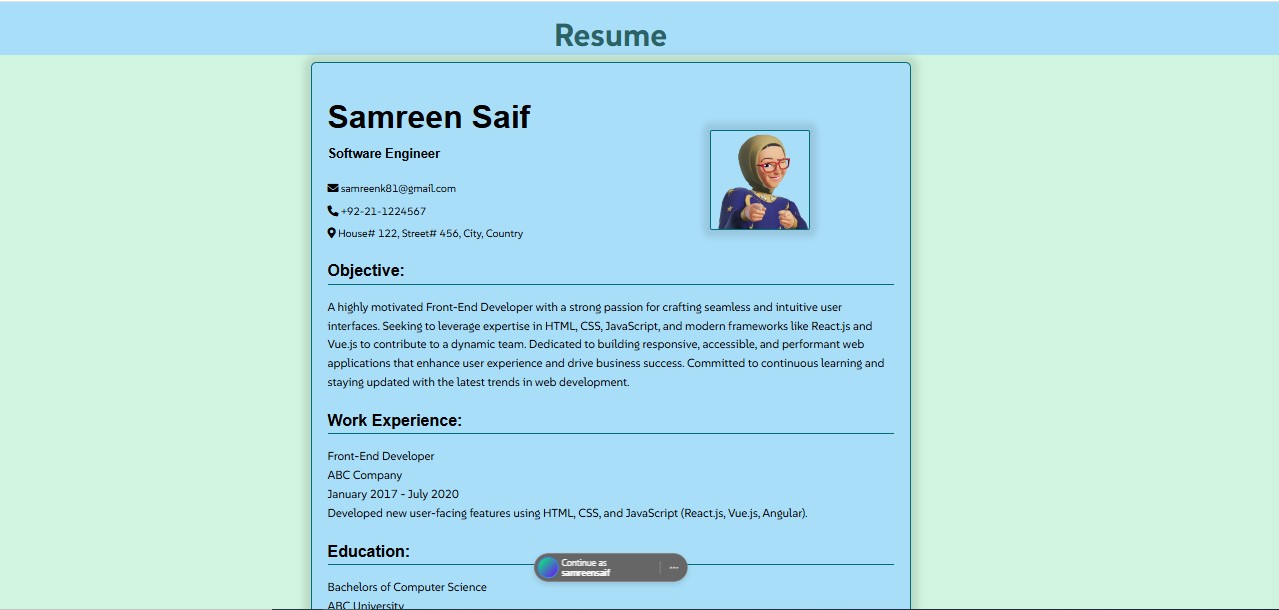 Resume
Samreen Saif
Software Engineer
samreenk81@gmail.com
+92-21-1224567
House# 122, Street# 456, City, Country
Objective:
A highly motivated Front-End Developer with a strong passion for crafting seamless and intuitive user
interfaces. Seeking to leverage expertise in HTML, CSS, JavaScript, and modern frameworks like React.js and
Vue.js to contribute to a dynamic team. Dedicated to building responsive, accessible, and performant web
applications that enhance user experience and drive business success. Committed to continuous learning and
staying updated with the latest trends in web development.
Work Experience:
Front-End Developer
ABC Company
January 2017 - July 2020
Developed new user-facing features using HTML, CSS, and JavaScript (React.js, Vue.js, Angular).
Education:
Continue as
samreensaif
Bachelors of Computer Science
ABC University